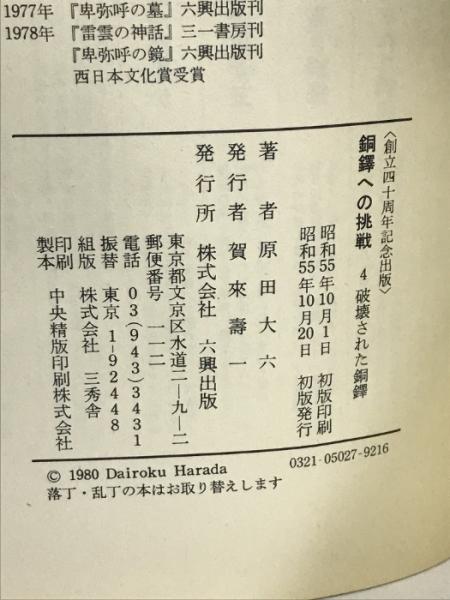 1977年 『卑弥呼の墓』六興出版刊
1978年 『雷雲の神話』三一書房刊
『卑弥呼の鏡』六興出版刊
西日本文化賞受賞
〈創立四十周年記念出版〉
銅鐸への挑戦 4 破壊された銅鐸
昭和55年10月1日 初版印刷
昭和55年10月20日 初版発行
著者 原田大六
発行者 賀來壽一
発行所 株式会社 六興出版
東京都文京区水道二―九―二
郵便番号 一一二
電話 03(943)3431
振替 東京 1-92448
組版 株式会社 三秀舎
印刷 製本 中央精版印刷株式会社
© 1980 Dairoku Harada 0321-05027-9216
落丁・乱丁の本はお取り替えします